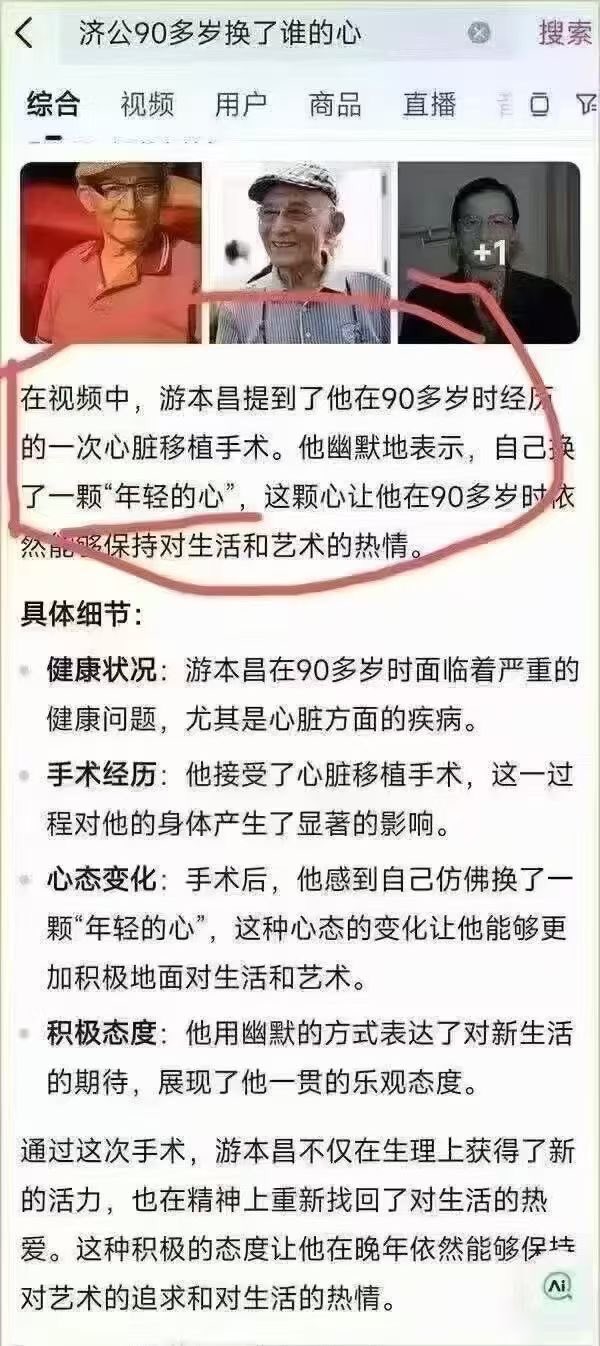 济公90多岁换了谁的心
搜索
综合 视频 用户 商品 直播
+1
在视频中，游本昌提到了他在90多岁时经历
的一次心脏移植手术。他幽默地表示，自己换
了一颗“年轻的心”，这颗心让他在90多岁时依
然能够保持对生活和艺术的热情。
具体细节：
健康状况：游本昌在90多岁时面临着严重的
健康问题，尤其是心脏方面的疾病。
手术经历：他接受了心脏移植手术，这一过
程对他的身体产生了显著的影响。
心态变化：手术后，他感到自己仿佛换了一
颗“年轻的心”，这种心态的变化让他能够更
加积极地面对生活和艺术。
积极态度：他用幽默的方式表达了对新生活
的期待，展现了他一贯的乐观态度。
通过这次手术，游本昌不仅在生理上获得了新
的活力，也在精神上重新找回了对生活的热
爱。这种积极的态度让他在晚年依然能够保持
对艺术的追求和对生活的热情。
Ai